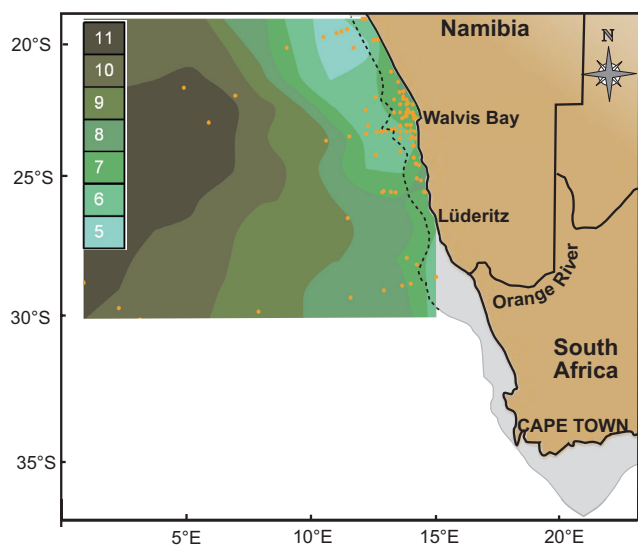 20°S
25°S
30°S
35°S
11
10
9
8
7
6
5
Namibia
N
Walvis Bay
Lüderitz
Orange River
South
Africa
CAPE TOWN
5°E
10°E
15°E
20°E